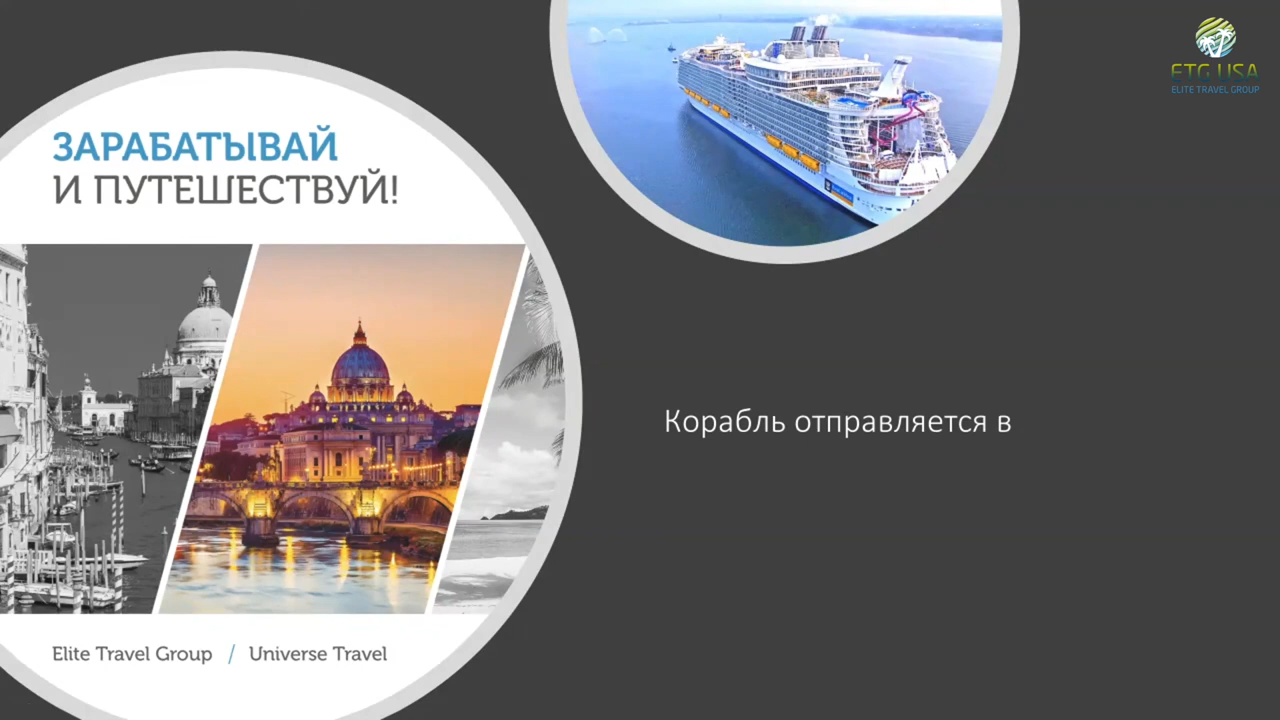 ЗАРАБАТЫВАЙ
И ПУТЕШЕСТВУЙ!
Elite Travel Group / Universe Travel
ETG USA
ELITE TRAVEL GROUP
Корабль отправляется в